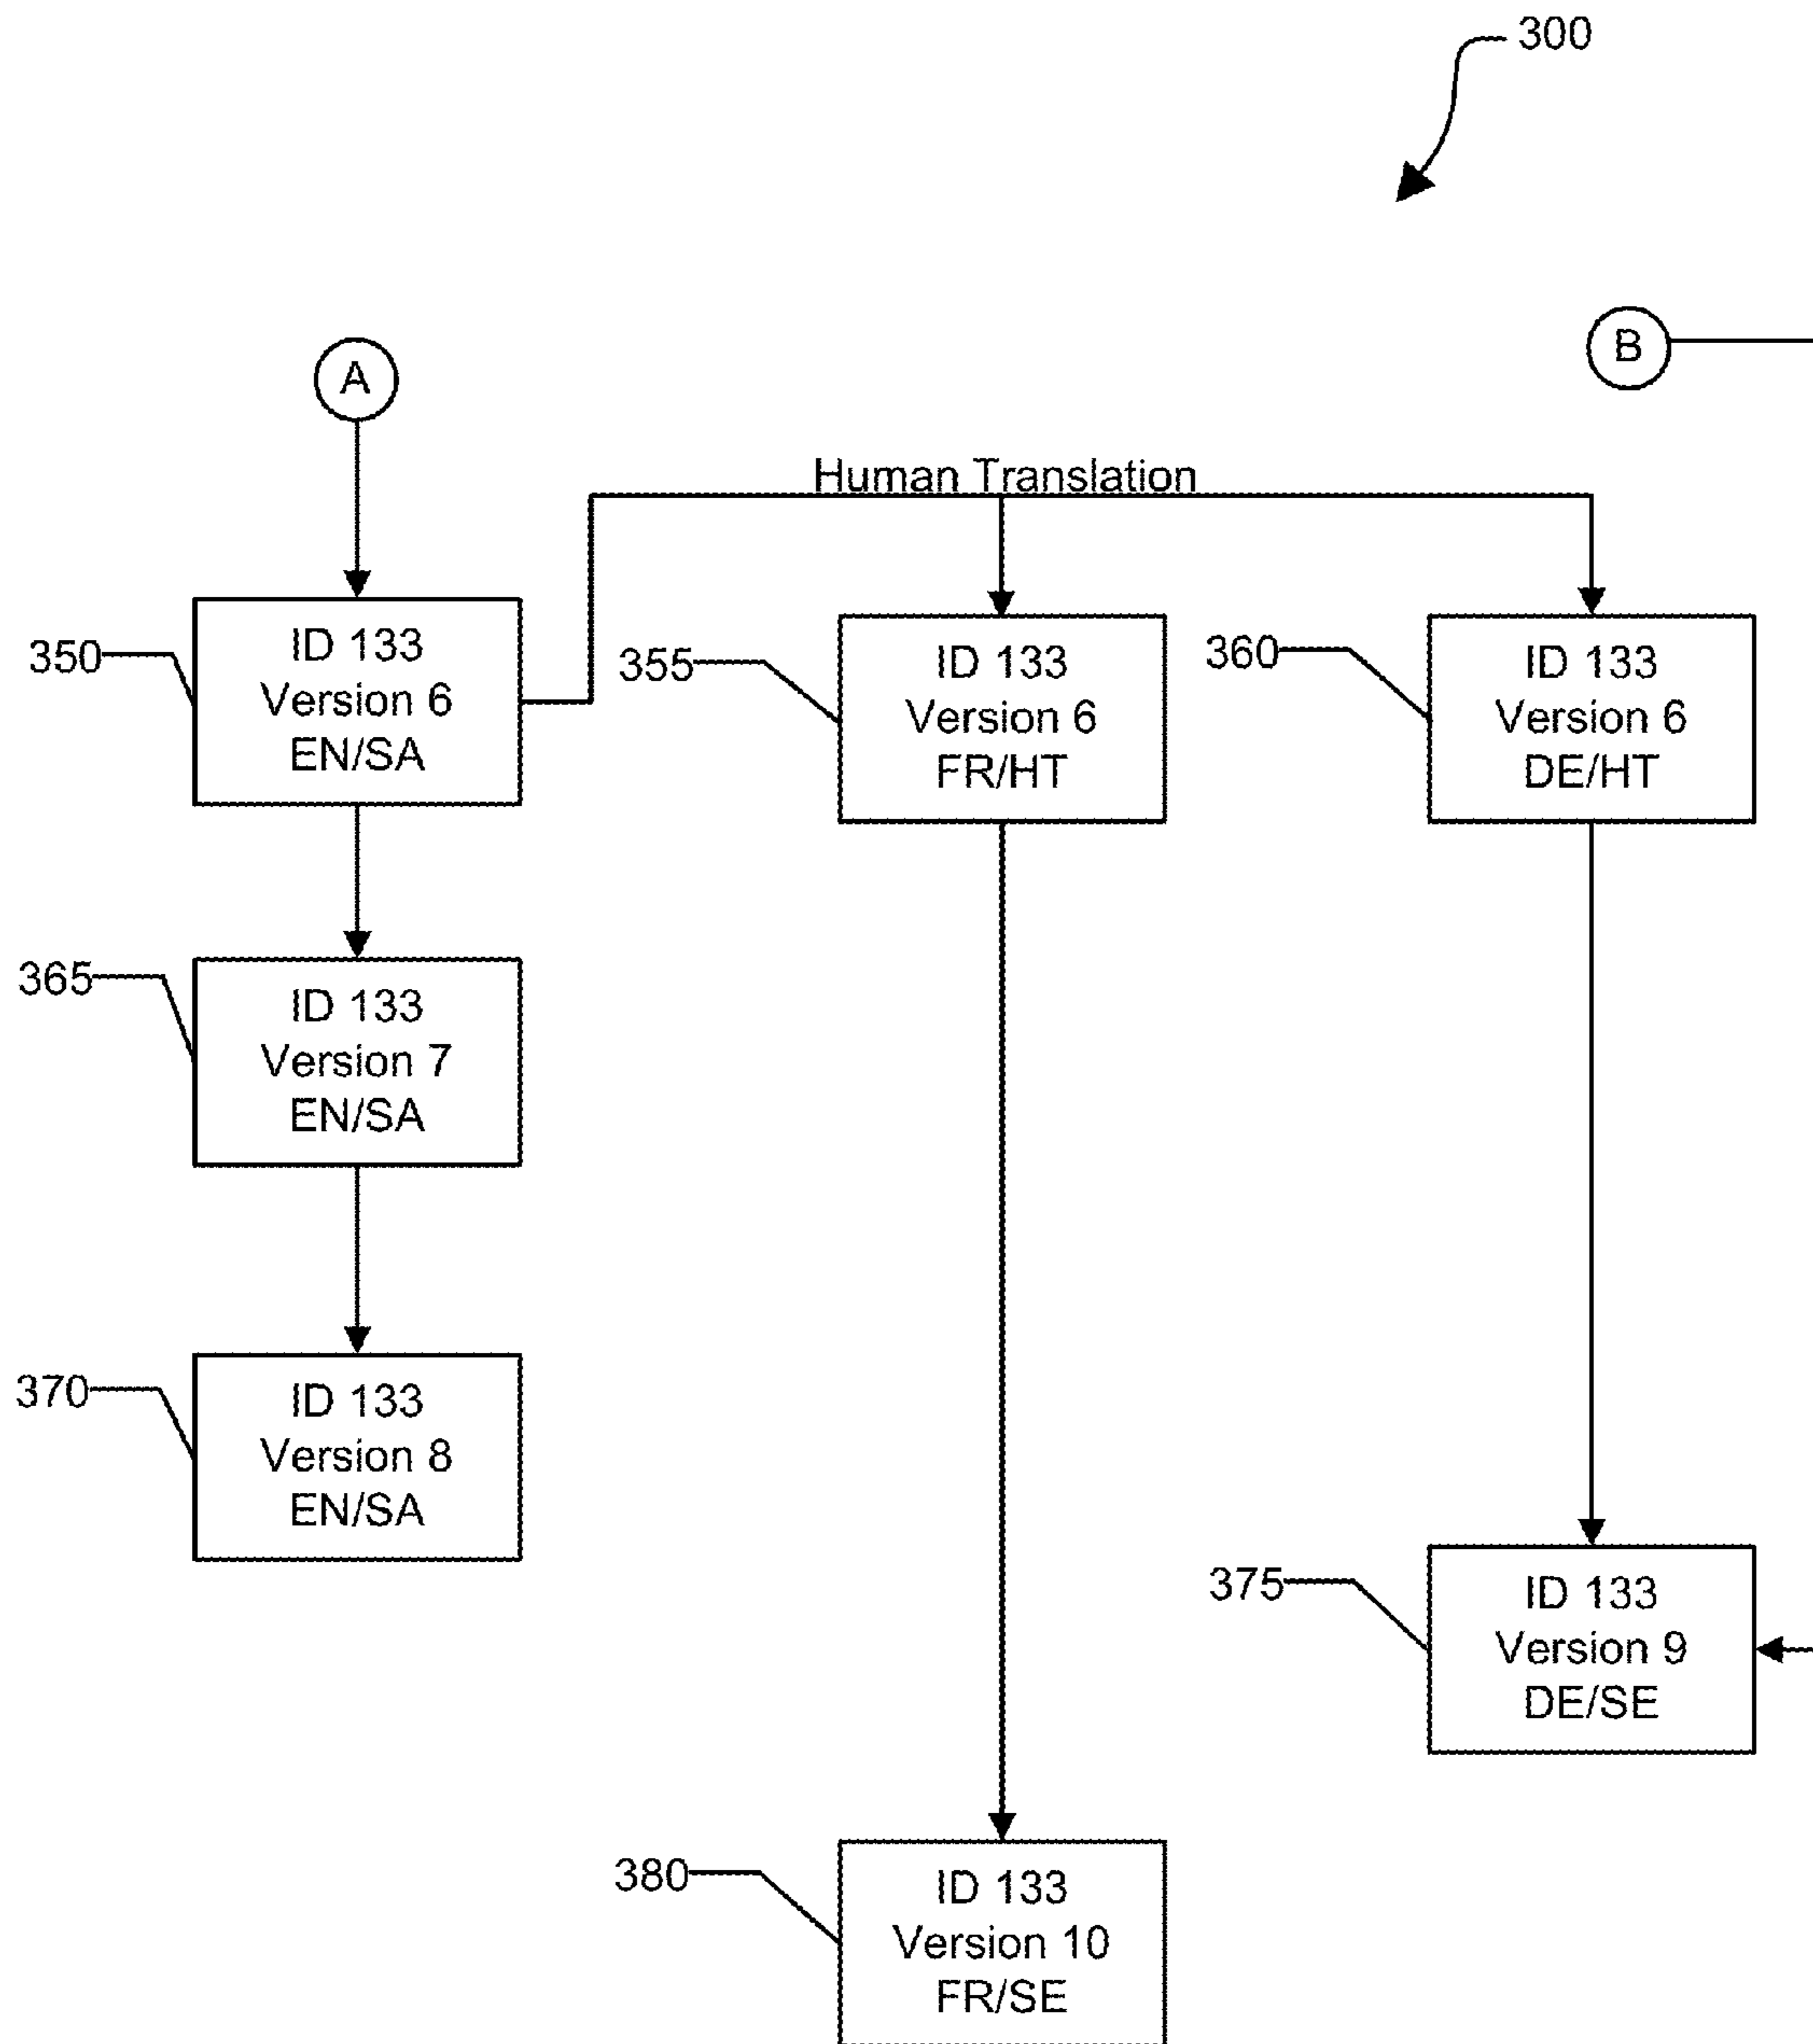 300
A
B
Human Translation
350
ID 133
Version 6
EN/SA
355
ID 133
Version 6
FR/HT
360
ID 133
Version 6
DE/HT
365
ID 133
Version 7
EN/SA
370
ID 133
Version 8
EN/SA
375
ID 133
Version 9
DE/SE
380
ID 133
Version 10
FR/SE